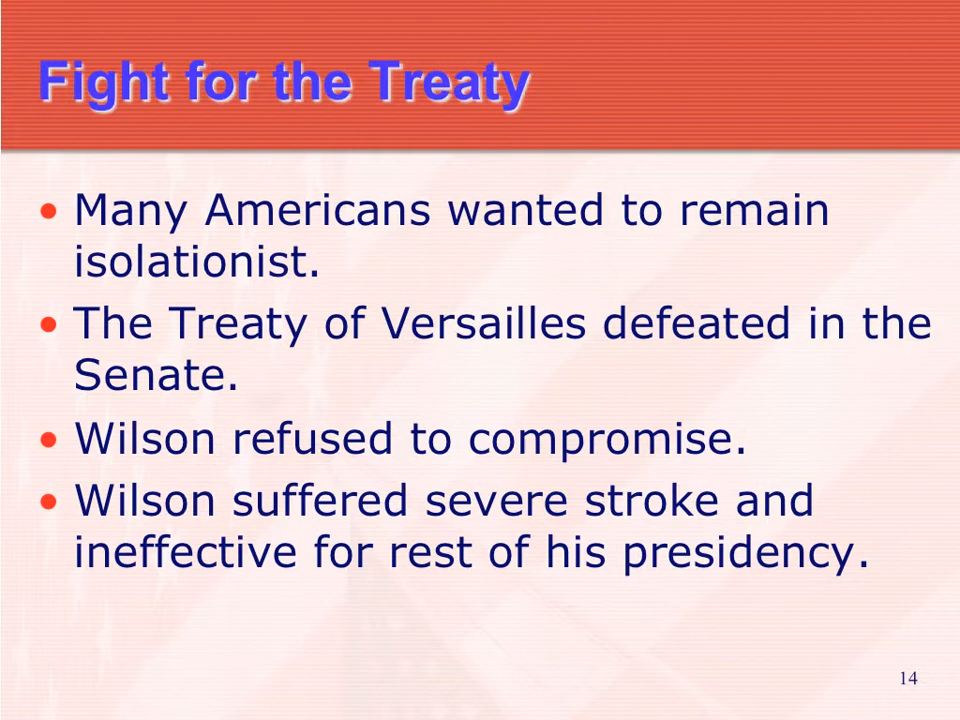 Fight for the Treaty
• Many Americans wanted to remain
isolationist.
• The Treaty of Versailles defeated in the
Senate.
• Wilson refused to compromise.
• Wilson suffered severe stroke and
ineffective for rest of his presidency.
14